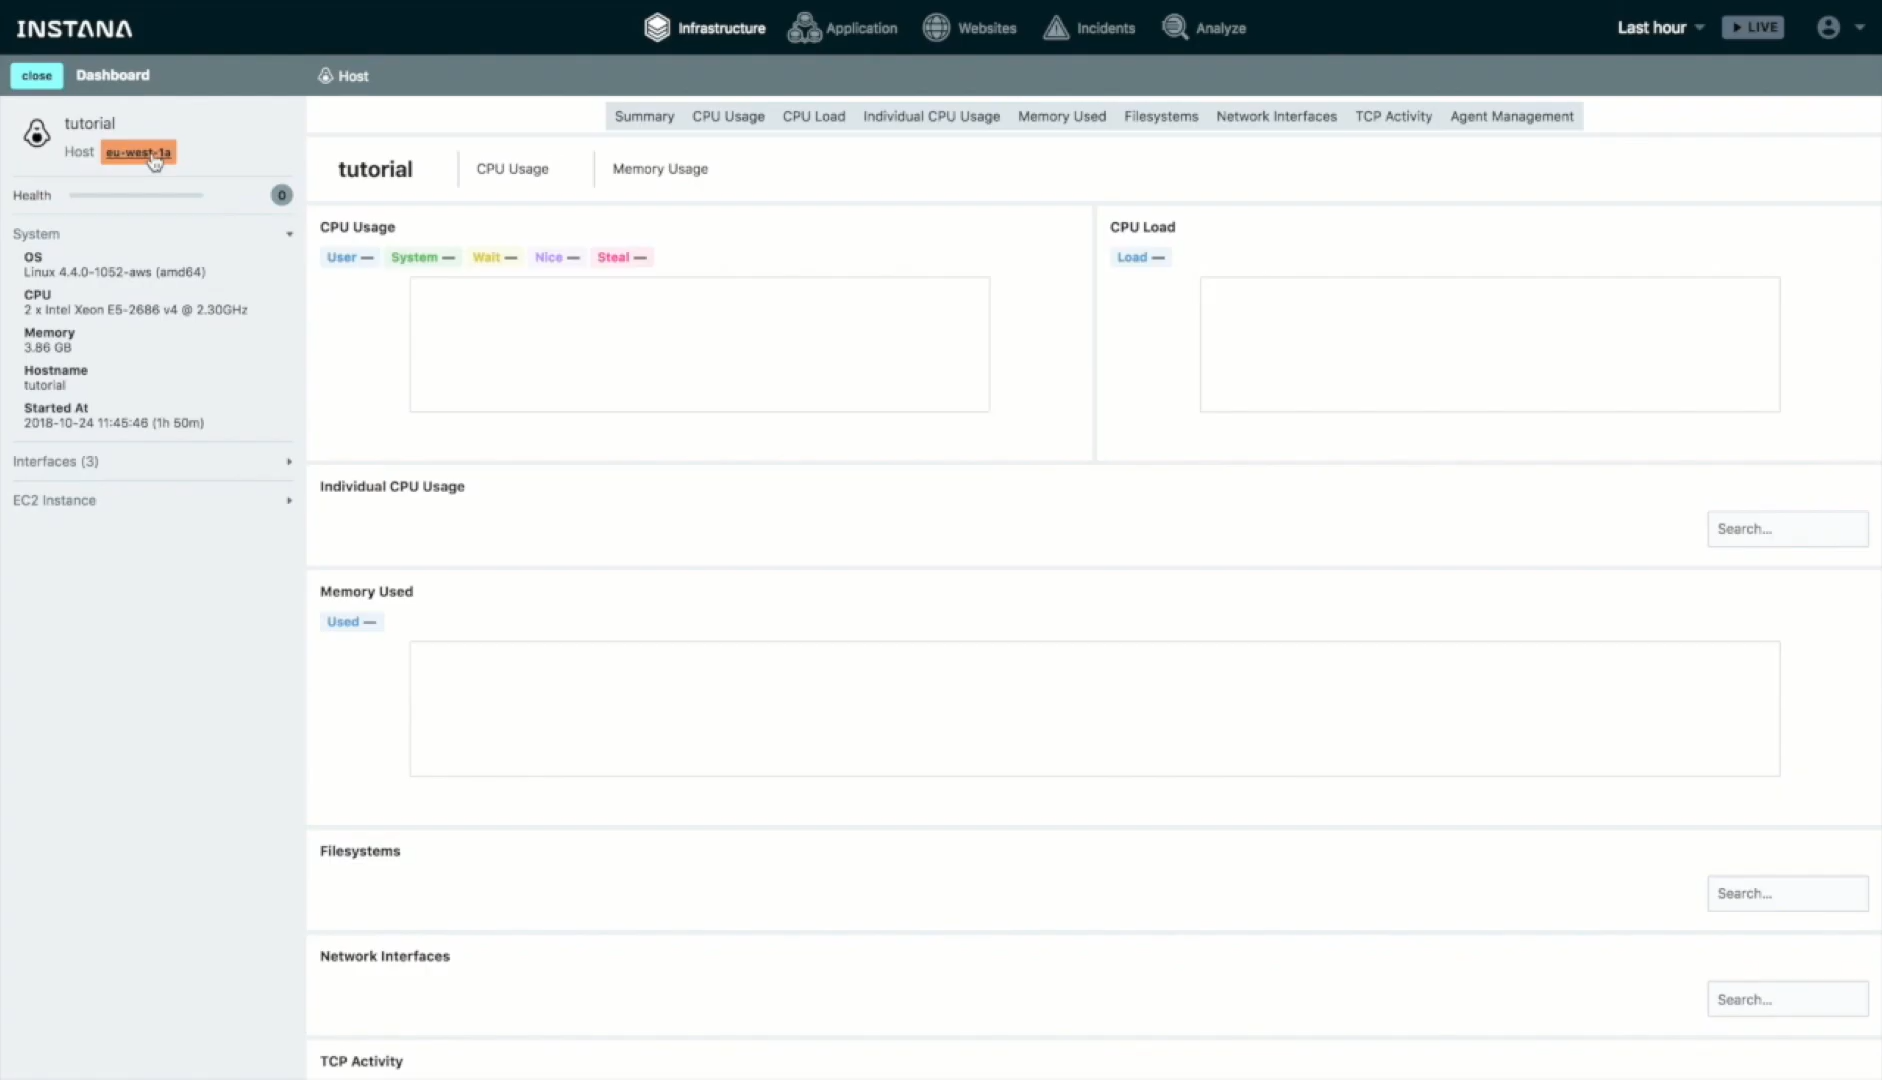 INSTANA
Infrastructure
Application
Websites
Incidents
Analyze
Last hour
LIVE
close
Dashboard
Host
tutorial
Host eu-west-1a
Health
0
System
OS
Linux 4.4.0-1052-aws (amd64)
CPU
2 x Intel Xeon E5-2686 v4 @ 2.30GHz
Memory
3.86 GB
Hostname
tutorial
Started At
2018-10-24 11:45:46 (1h 50m)
Interfaces (3)
EC2 Instance
Summary CPU Usage CPU Load Individual CPU Usage Memory Used Filesystems Network Interfaces TCP Activity Agent Management
tutorial
CPU Usage
Memory Usage
CPU Usage
User — System — Wait — Nice — Steal —
CPU Load
Load —
Individual CPU Usage
Search...
Memory Used
Used —
Filesystems
Search...
Network Interfaces
Search...
TCP Activity